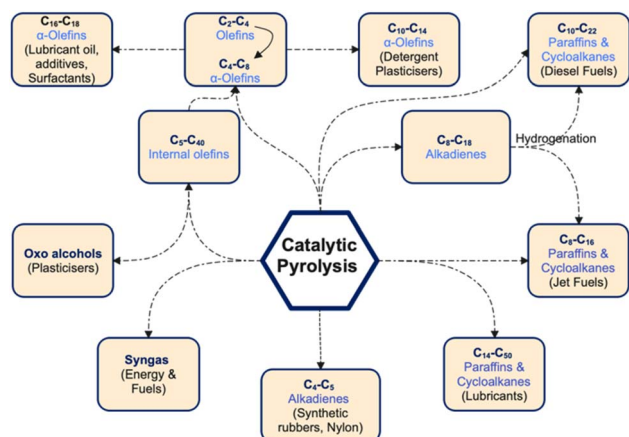 C₁₆–C₁₈
α-Olefins
(Lubricant oil,
additives,
Surfactants)
C₂–C₄
Olefins
C₄–C₈
α-Olefins
C₁₀–C₁₄
α-Olefins
(Detergent
Plasticisers)
C₁₀–C₂₂
Paraffins &
Cycloalkanes
(Diesel Fuels)
C₅–C₄₀
Internal olefins
C₈–C₁₈
Alkadienes
Hydrogenation
Oxo alcohols
(Plasticisers)
Catalytic
Pyrolysis
C₈–C₁₆
Paraffins &
Cycloalkanes
(Jet Fuels)
Syngas
(Energy &
Fuels)
C₄–C₅
Alkadienes
(Synthetic
rubbers, Nylon)
C₁₄–C₅₀
Paraffins &
Cycloalkanes
(Lubricants)